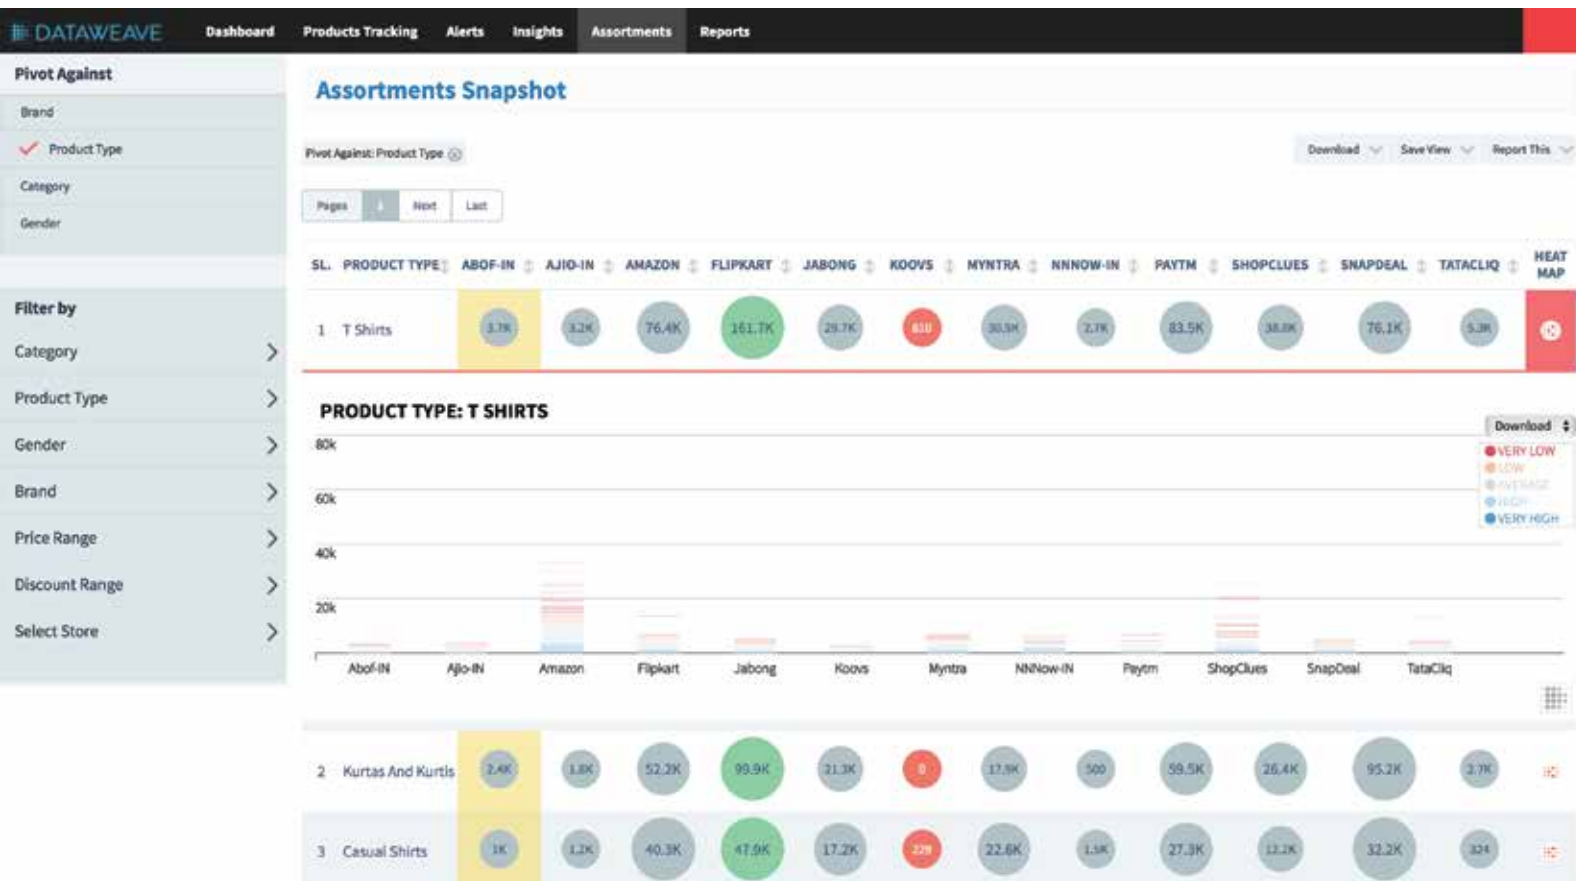 DATAWEAVE Dashboard Products Tracking Alerts Insights Assortments Reports
Pivot Against
Brand
Product Type
Category
Gender
Filter by
Category
Product Type
Gender
Brand
Price Range
Discount Range
Select Store
Assortments Snapshot
Pivot Against: Product Type
Download Save View Report This
Pages 1 Next Last
SL. PRODUCT TYPE ABOF-IN AJIO-IN AMAZON FLIPKART JABONG KOOVS MYNTRA NNNOW-IN PAYTM SHOPCLUES SNAPDEAL TATACLIQ HEAT MAP
1 T Shirts 3.7K 3.2K 76.4K 161.7K 29.7K 610 30.5K 2.7K 83.5K 38.8K 76.1K 5.3K
PRODUCT TYPE: T SHIRTS
Download
VERY LOW
LOW
AVERAGE
HIGH
VERY HIGH
80k
60k
40k
20k
Abof-IN Ajio-IN Amazon Flipkart Jabong Koovs Myntra NNNow-IN Paytm ShopClues SnapDeal TataCliq
2 Kurtas And Kurtis 2.4K 1.8K 52.2K 99.9K 21.3K 0 17.9K 500 59.5K 26.4K 95.2K 2.7K
3 Casual Shirts 1K 1.2K 40.3K 47.9K 17.2K 229 22.6K 1.5K 27.3K 12.2K 32.2K 324